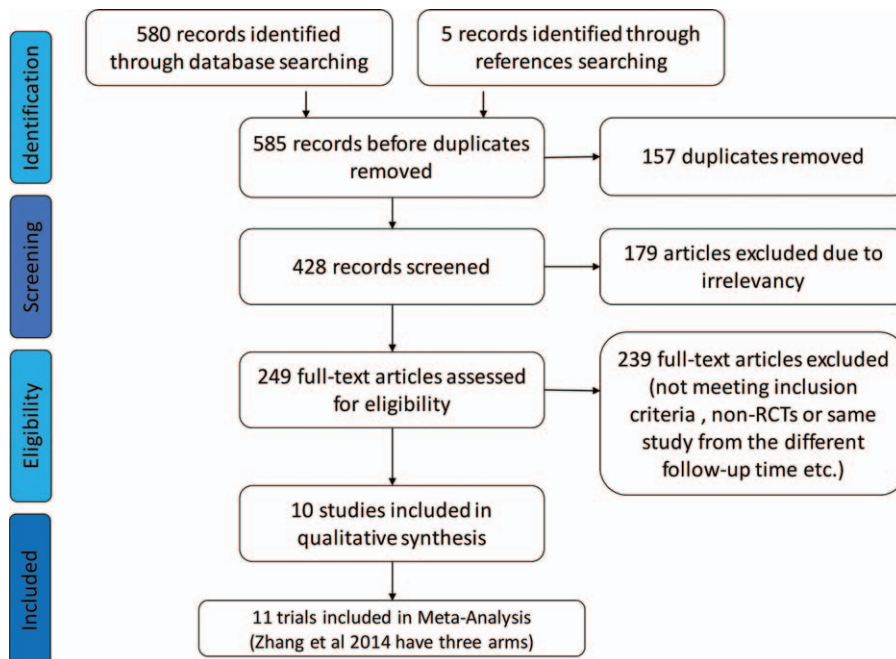 Identification
580 records identified
through database searching
5 records identified through
references searching
585 records before duplicates
removed
157 duplicates removed
Screening
428 records screened
179 articles excluded due to
irrelevancy
Eligibility
249 full-text articles assessed
for eligibility
239 full-text articles excluded
(not meeting inclusion
criteria , non-RCTs or same
study from the different
follow-up time etc.)
Included
10 studies included in
qualitative synthesis
11 trials included in Meta-Analysis
(Zhang et al 2014 have three arms)